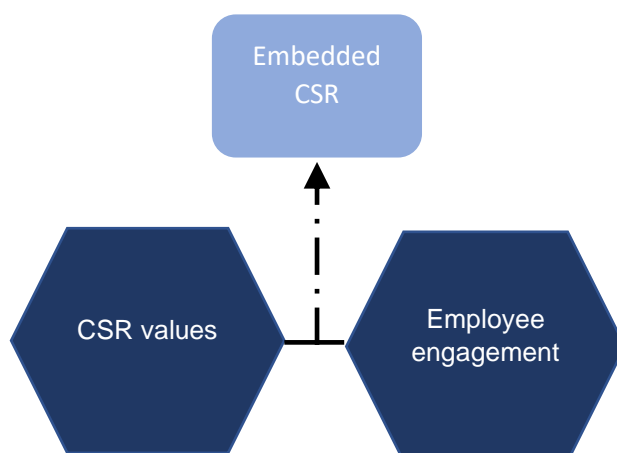 Embedded
CSR
CSR values
Employee
engagement